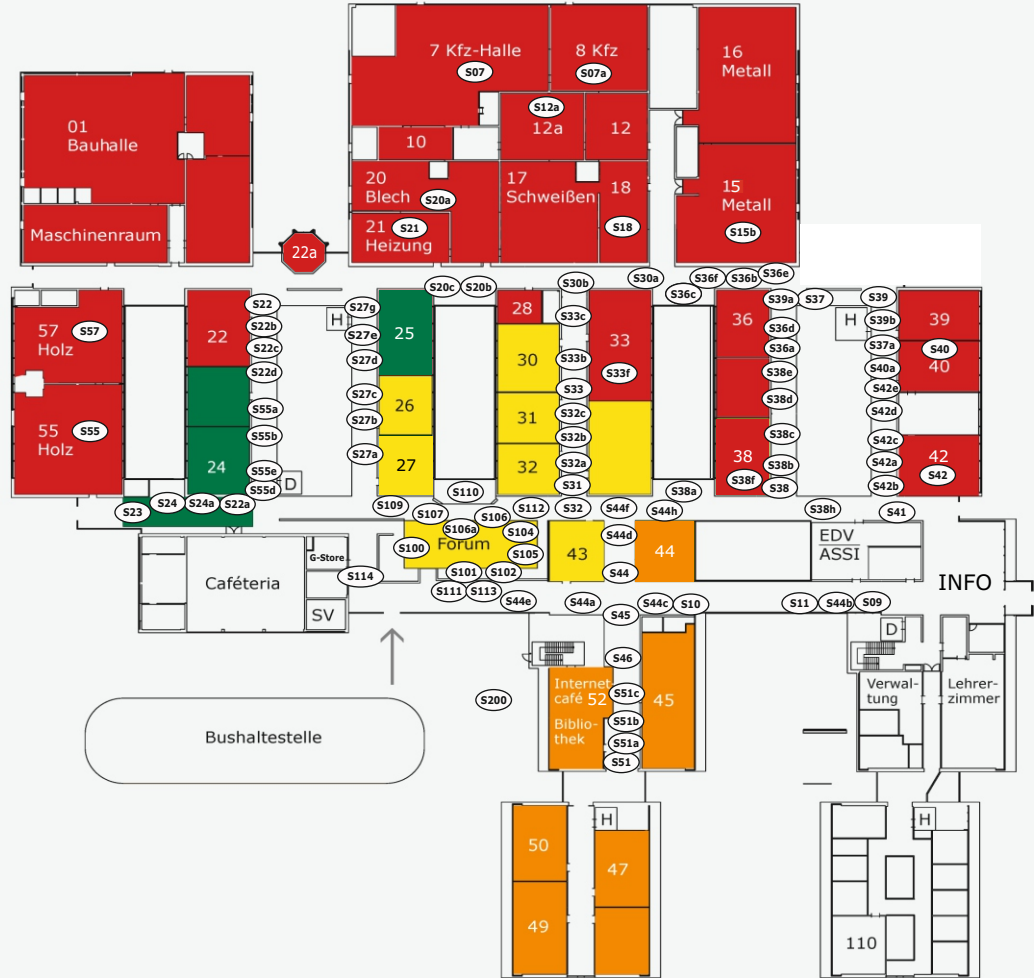 7 Kfz-Halle
S07
8 Kfz
S07a
16
Metall
01
Bauhalle
S12a
12a
12
10
20
Blech
S20a
17
Schweißen
18
S18
15
Metall
S15b
21
S21
Heizung
Maschinenraum
22a
S20c
S20b
S30b
S30a
S36c
S36f
S36b
S36e
57
Holz
S57
22
S22
S22b
S22c
S22d
S55a
S55b
S55e
S55d
H
D
S27g
S27e
S27d
S27c
S27b
S27a
25
26
27
28
30
31
32
S33c
S33b
S33
S32c
S32b
S32a
S31
33
S33f
36
38
S38f
S39a
S36d
S36a
S38e
S38d
S38c
S38b
S38
S37
H
S39
S39b
S37a
S40a
S42e
S42d
S42c
S42a
S42b
39
S40
40
42
S42
55
Holz
S55
24
S23
S24
S24a
S22a
S109
S107
S110
S106
S106a
S112
S32
S44f
S44h
S38a
S38h
S41
S100
Forum
S104
S105
S101
S102
S111
S113
43
S44d
S44
44
EDV
ASSI
INFO
Caféteria
G-Store
SV
S114
S44e
S44a
S45
S44c
S10
S11
S44b
S09
D
S46
Internet-
café 52
Biblio-
thek
S51c
S51b
S51a
S51
45
S200
Verwal-
tung
Lehrer-
zimmer
Bushaltestelle
50
49
H
47
H
110